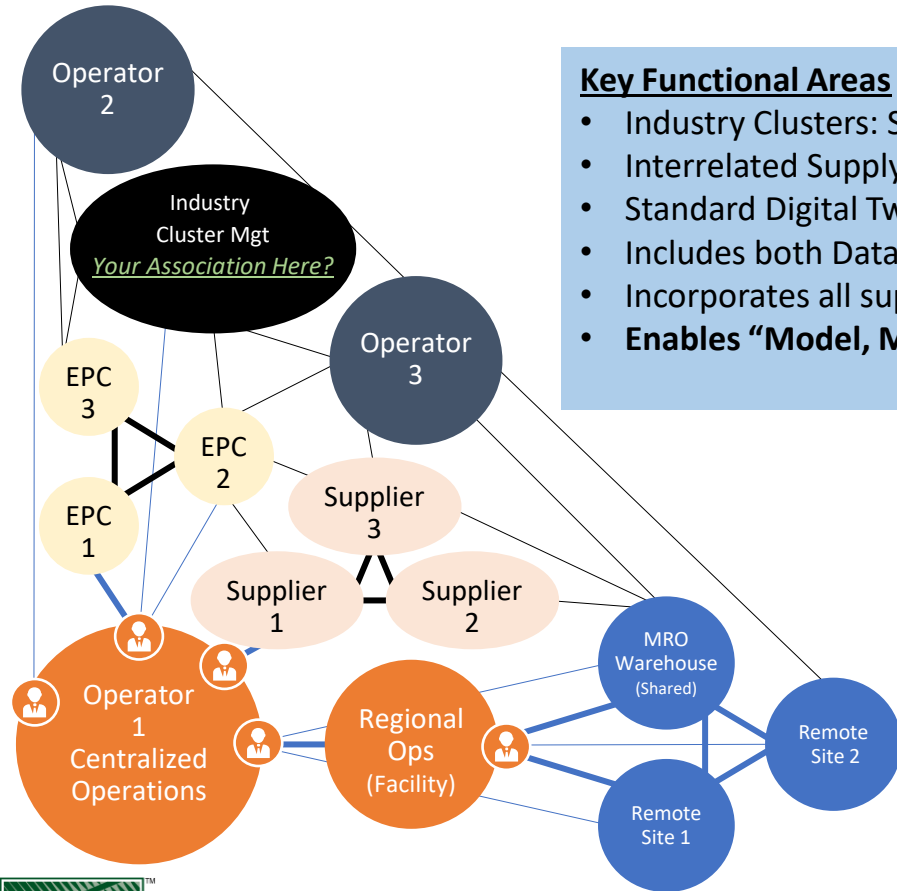 Operator
2
Key Functional Areas
• Industry Clusters: S
• Interrelated Supply
• Standard Digital Tw
• Includes both Data
• Incorporates all sup
• Enables “Model, M
Industry
Cluster Mgt
Your Association Here?
Operator
3
EPC
3
EPC
2
EPC
1
Supplier
3
Supplier
1
Supplier
2
MRO
Warehouse
(Shared)
Operator
1
Centralized
Operations
Regional
Ops
(Facility)
Remote
Site 2
Remote
Site 1
TM